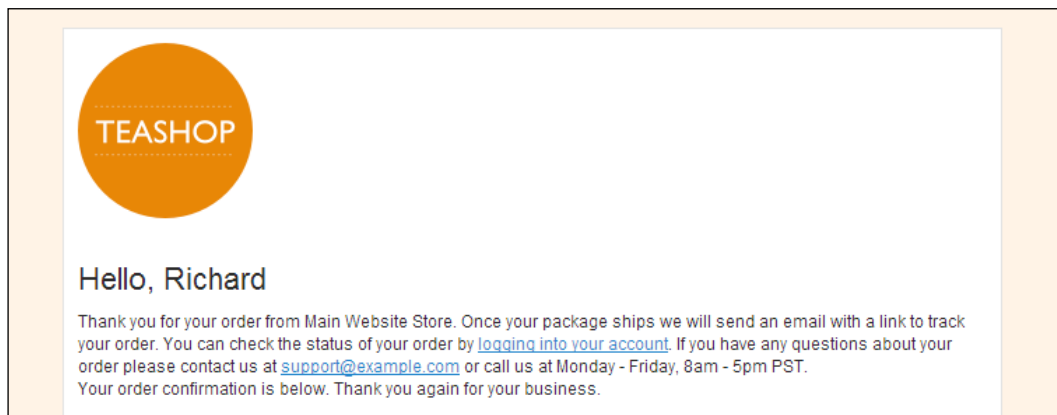 TEASHOP
Hello, Richard
Thank you for your order from Main Website Store. Once your package ships we will send an email with a link to track
your order. You can check the status of your order by logging into your account. If you have any questions about your
order please contact us at support@example.com or call us at Monday - Friday, 8am - 5pm PST.
Your order confirmation is below. Thank you again for your business.